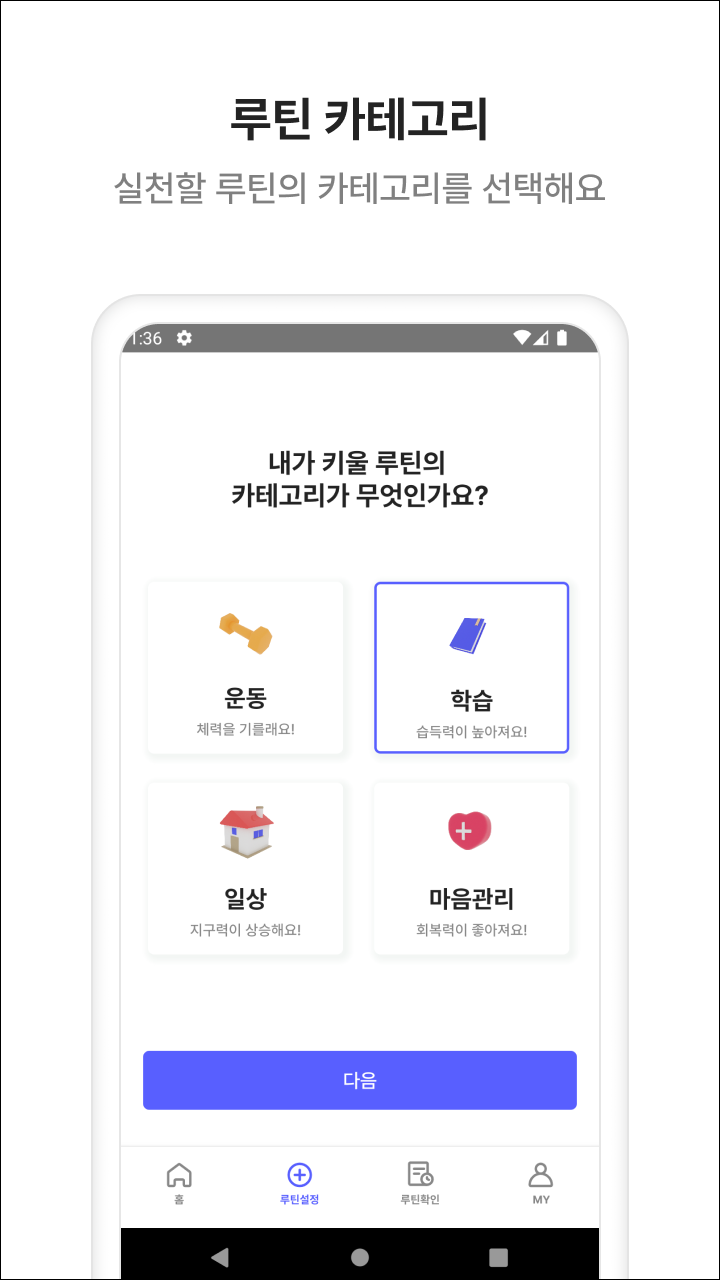 루틴 카테고리
실천할 루틴의 카테고리를 선택해요
1:36
내가 키울 루틴의
카테고리가 무엇인가요?
운동
체력을 기를래요!
학습
습득력이 높아져요!
일상
지구력이 상승해요!
마음관리
회복력이 좋아져요!
다음
홈
루틴설정
루틴확인
MY